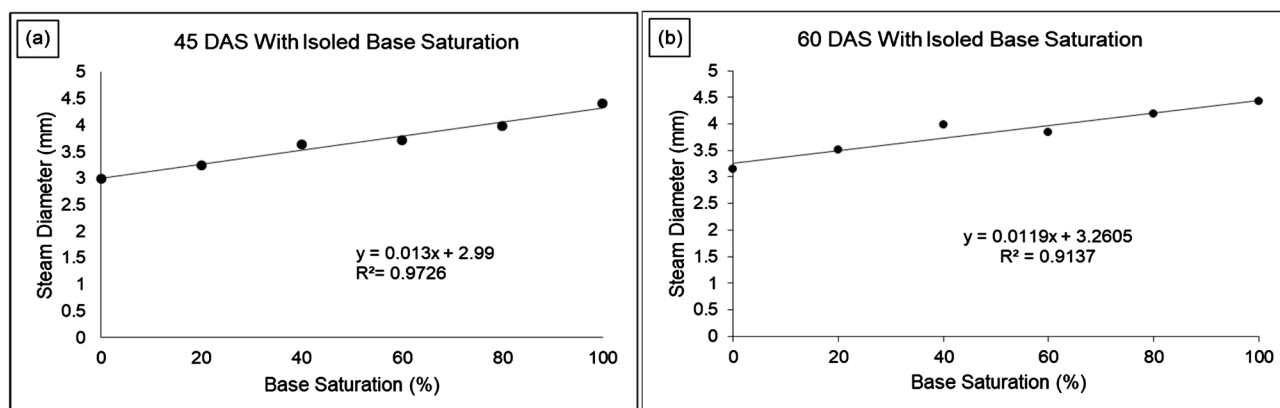 (a)
45 DAS With Isoled Base Saturation
Steam Diameter (mm)
5
4.5
4
3.5
3
2.5
2
1.5
1
0.5
0
y = 0.013x + 2.99
R²= 0.9726
0 20 40 60 80 100
Base Saturation (%)
(b)
60 DAS With Isoled Base Saturation
Steam Diameter (mm)
5
4.5
4
3.5
3
2.5
2
1.5
1
0.5
0
y = 0.0119x + 3.2605
R² = 0.9137
0 20 40 60 80 100
Base Saturation (%)